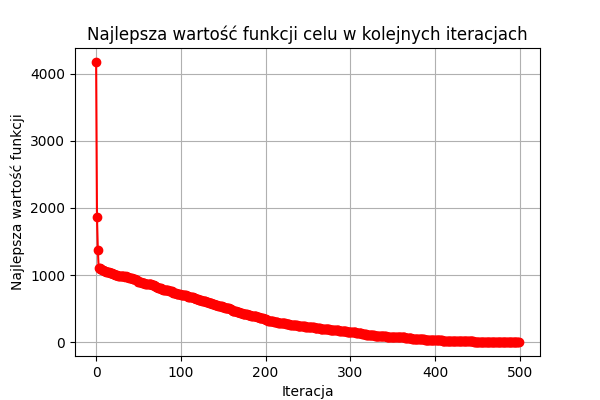 Najlepsza wartość funkcji celu w kolejnych iteracjach
Najlepsza wartość funkcji
4000
3000
2000
1000
0
0 100 200 300 400 500
Iteracja